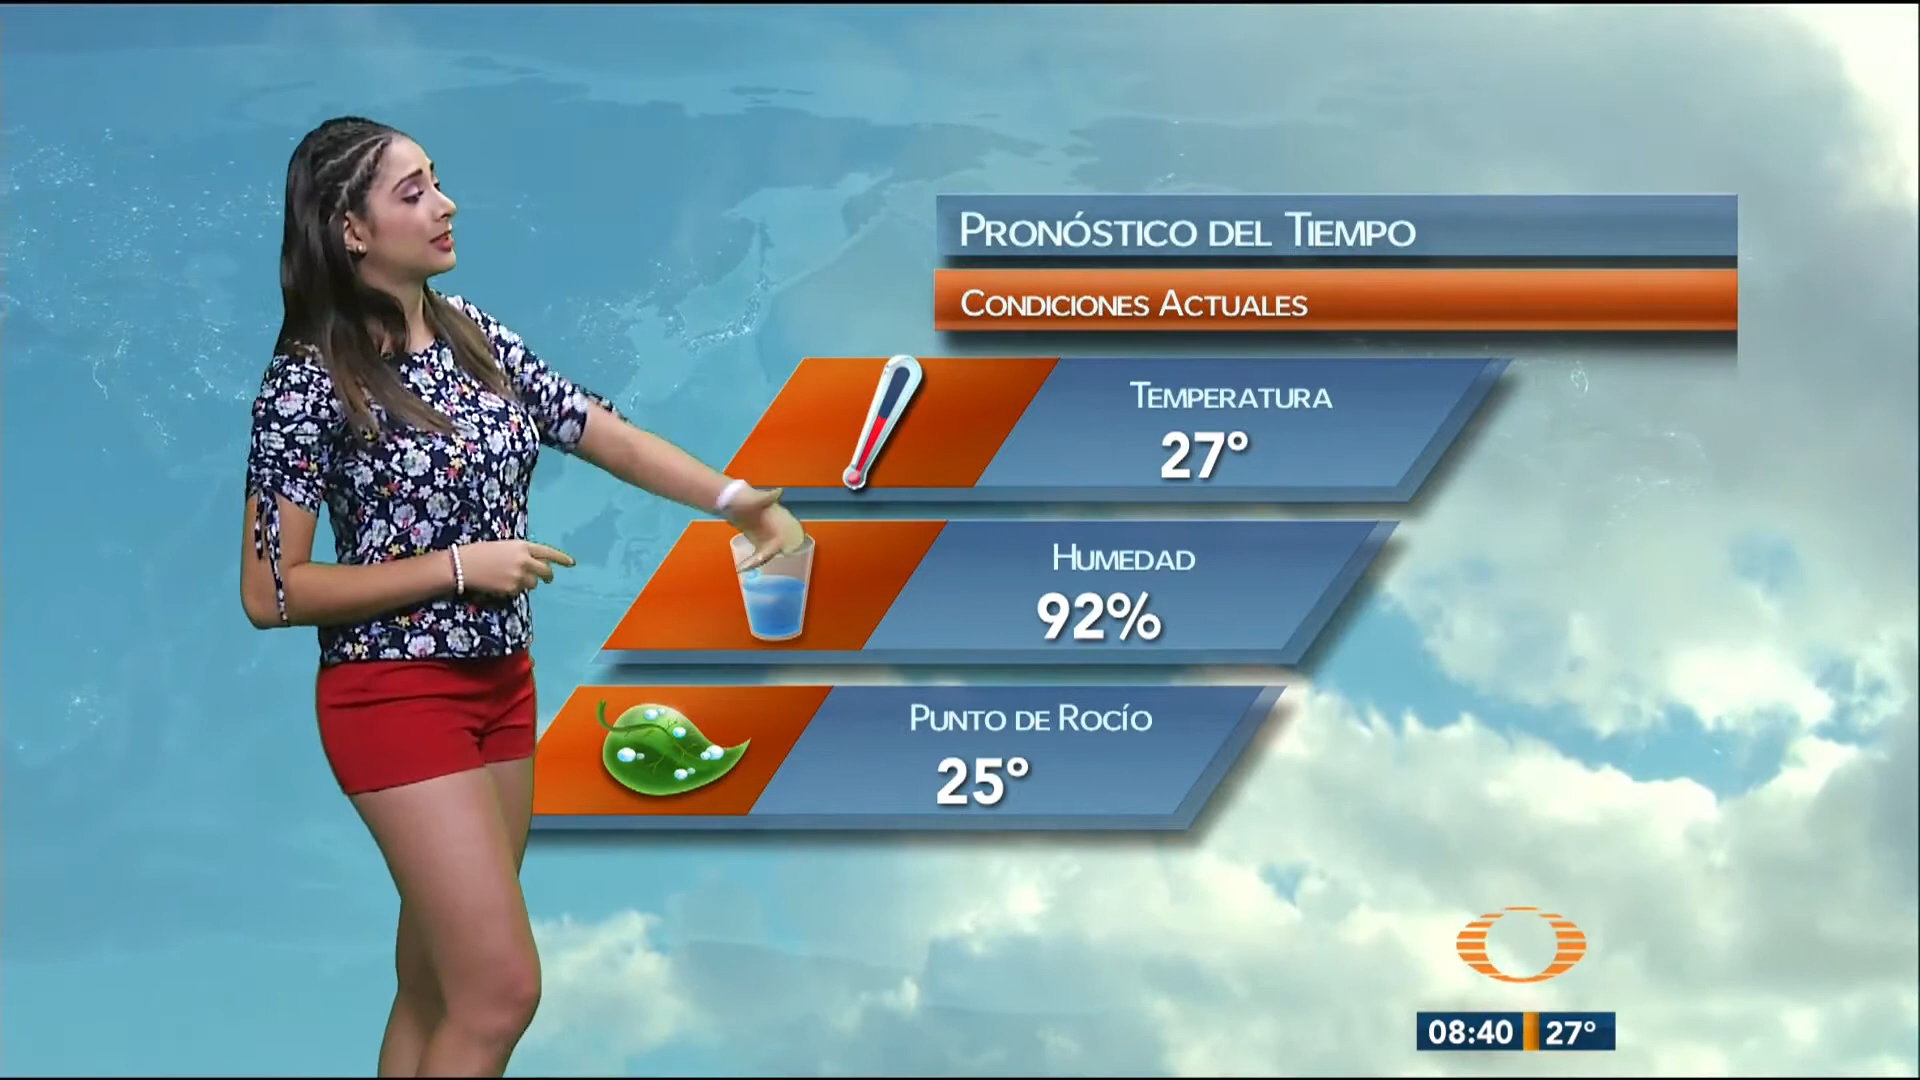 Pronóstico del Tiempo
Condiciones Actuales
Temperatura
27°
Humedad
92%
Punto de Rocío
25°
08:40 27°